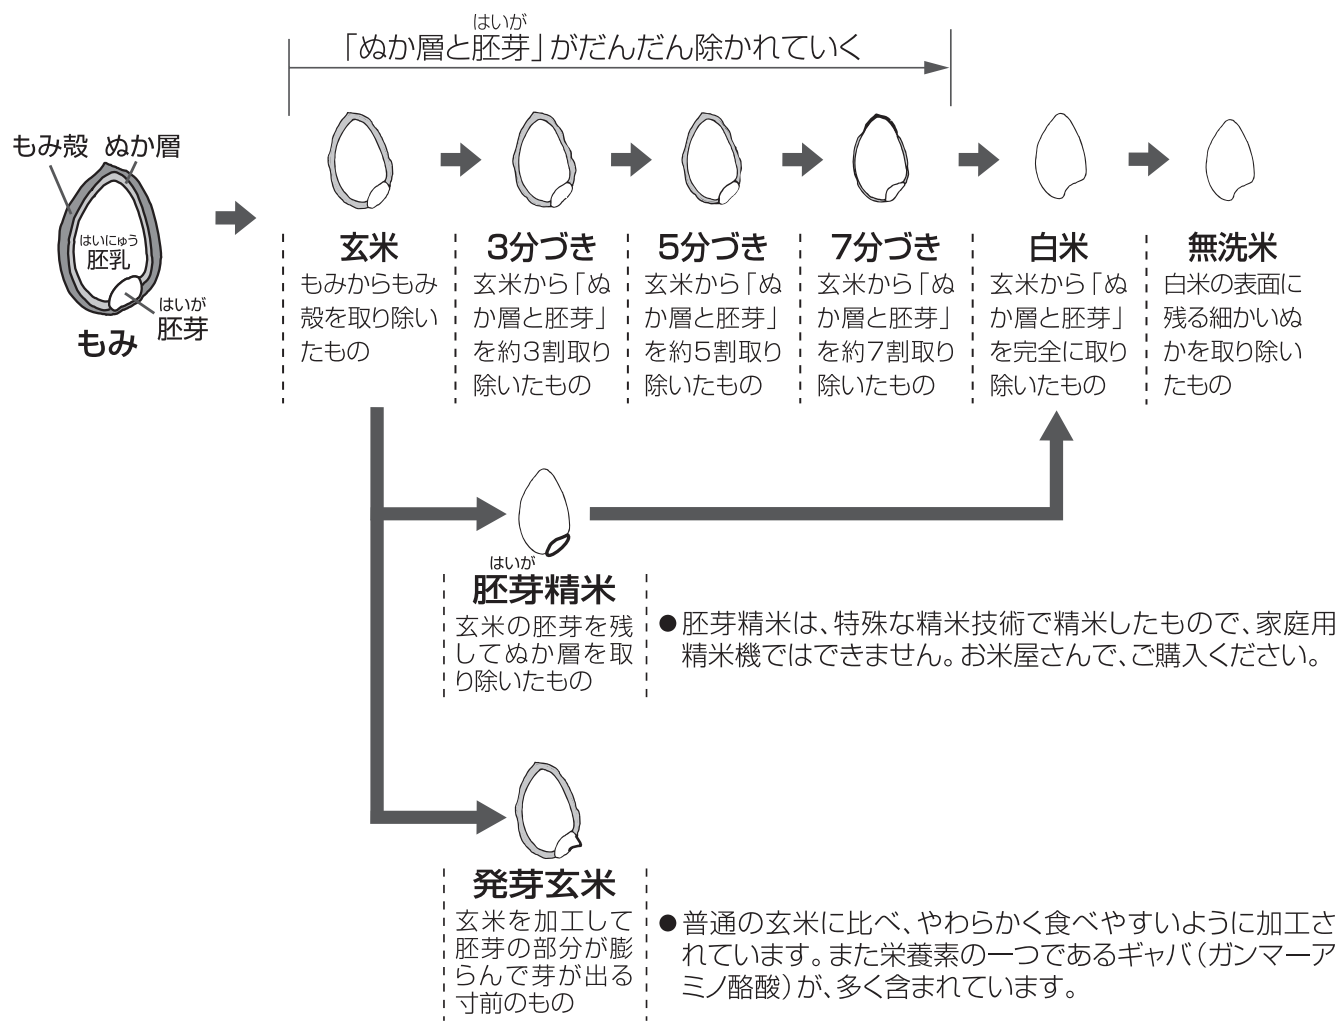 はいが
「ぬか層と胚芽」がだんだん除かれていく
もみ殻 ぬか層
はいにゅう
胚乳
はいが
胚芽
もみ
玄米
もみからもみ
殻を取り除い
たもの
3分づき
玄米から「ぬ
か層と胚芽」
を約3割取り
除いたもの
5分づき
玄米から「ぬ
か層と胚芽」
を約5割取り
除いたもの
7分づき
玄米から「ぬ
か層と胚芽」
を約7割取り
除いたもの
白米
玄米から「ぬ
か層と胚芽」
を完全に取り
除いたもの
無洗米
白米の表面に
残る細かいぬ
かを取り除い
たもの
はいが
胚芽精米
玄米の胚芽を残
してぬか層を取
り除いたもの
●胚芽精米は、特殊な精米技術で精米したもので、家庭用
精米機ではできません。お米屋さんで、ご購入ください。
発芽玄米
玄米を加工して
胚芽の部分が膨
らんで芽が出る
寸前のもの
●普通の玄米に比べ、やわらかく食べやすいように加工さ
れています。また栄養素の一つであるギャバ(ガンマーア
ミノ酪酸)が、多く含まれています。